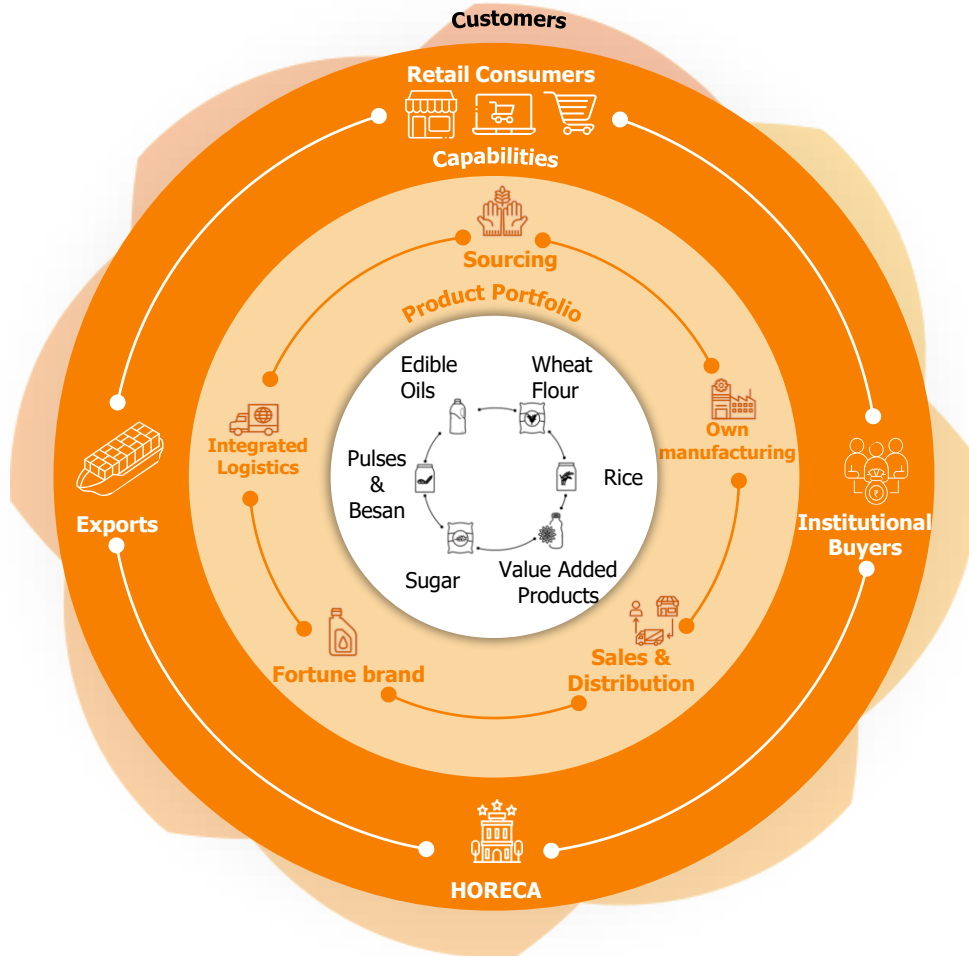 Customers
Retail Consumers
Capabilities
Sourcing
Product Portfolio
Edible
Oils
Wheat
Flour
Integrated
Logistics
Own
manufacturing
Pulses
&
Besan
Rice
Exports
Institutional
Buyers
Sugar
Value Added
Products
Fortune brand
Sales &
Distribution
HORECA